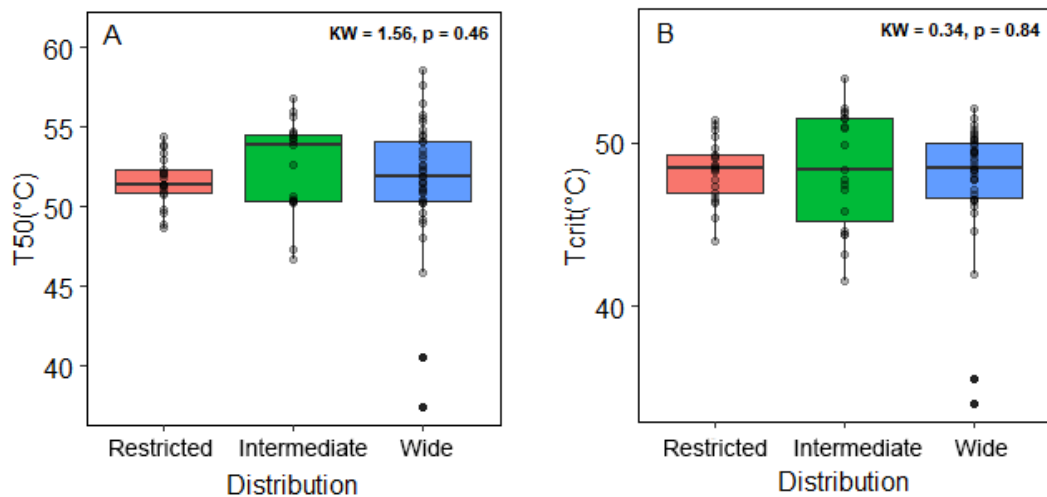 A
KW = 1.56, p = 0.46
60
55
50
45
40
T50(°C)
Restricted Intermediate Wide
Distribution
B
KW = 0.34, p = 0.84
50
40
Tcrit(°C)
Restricted Intermediate Wide
Distribution